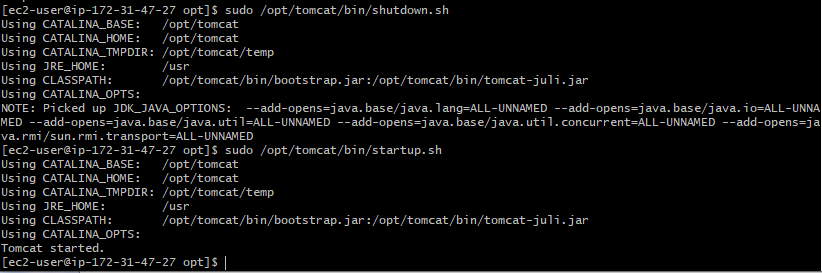 [ec2-user@ip-172-31-47-27 opt]$ sudo /opt/tomcat/bin/shutdown.sh
Using CATALINA_BASE:   /opt/tomcat
Using CATALINA_HOME:   /opt/tomcat
Using CATALINA_TMPDIR: /opt/tomcat/temp
Using JRE_HOME:        /usr
Using CLASSPATH:       /opt/tomcat/bin/bootstrap.jar:/opt/tomcat/bin/tomcat-juli.jar
Using CATALINA_OPTS:
NOTE: Picked up JDK_JAVA_OPTIONS:  --add-opens=java.base/java.lang=ALL-UNNAMED --add-opens=java.base/java.io=ALL-UNNA
MED --add-opens=java.base/java.util=ALL-UNNAMED --add-opens=java.base/java.util.concurrent=ALL-UNNAMED --add-opens=ja
va.rmi/sun.rmi.transport=ALL-UNNAMED
[ec2-user@ip-172-31-47-27 opt]$ sudo /opt/tomcat/bin/startup.sh
Using CATALINA_BASE:   /opt/tomcat
Using CATALINA_HOME:   /opt/tomcat
Using CATALINA_TMPDIR: /opt/tomcat/temp
Using JRE_HOME:        /usr
Using CLASSPATH:       /opt/tomcat/bin/bootstrap.jar:/opt/tomcat/bin/tomcat-juli.jar
Using CATALINA_OPTS:
Tomcat started.
[ec2-user@ip-172-31-47-27 opt]$